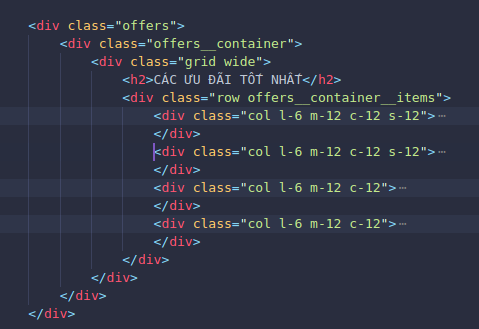 <div class="offers">
<div class="offers__container">
<div class="grid wide">
<h2>CÁC ƯU ĐÃI TỐT NHẤT</h2>
<div class="row offers__container__items">
<div class="col l-6 m-12 c-12 s-12">…
</div>
<div class="col l-6 m-12 c-12 s-12">…
</div>
<div class="col l-6 m-12 c-12">…
</div>
<div class="col l-6 m-12 c-12">…
</div>
</div>
</div>
</div>
</div>